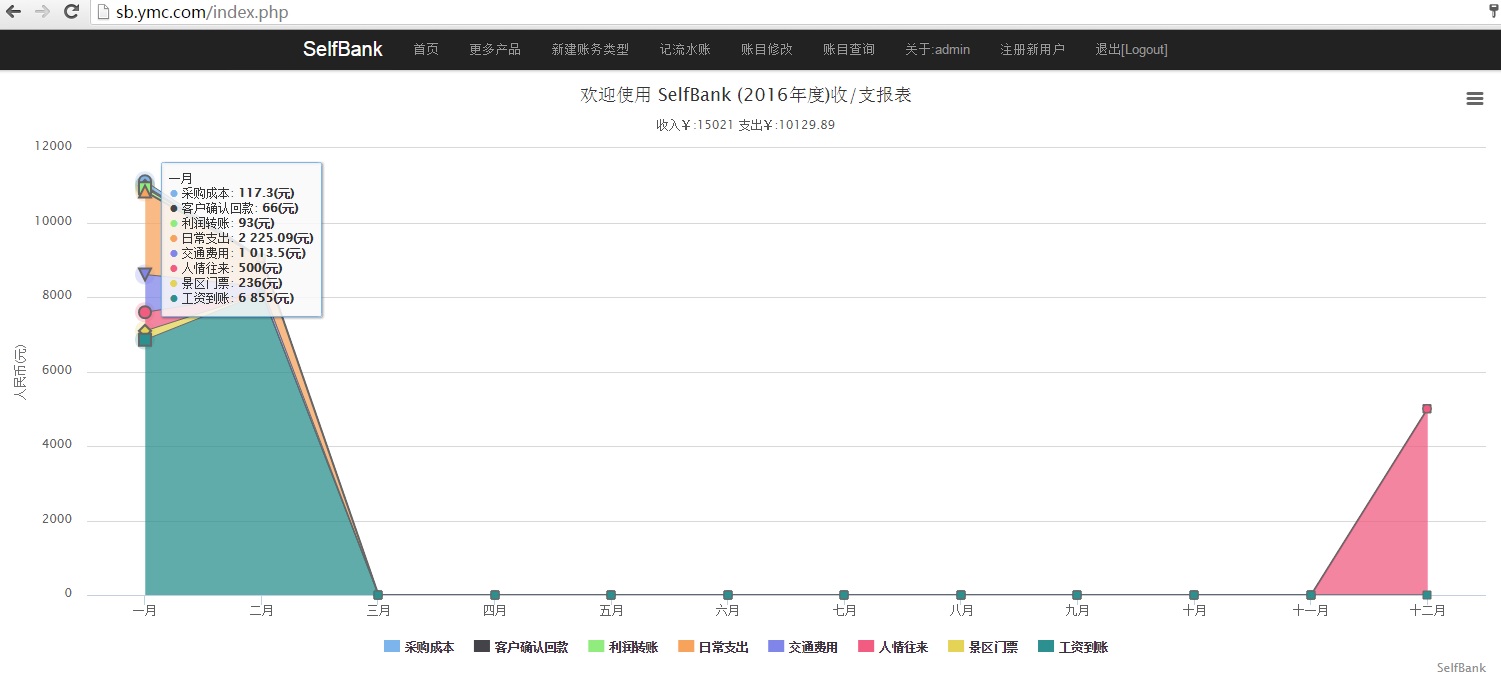 sb.ymc.com/index.php
SelfBank 首页 更多产品 新建账务类型 记流水账 账目修改 账目查询 关于:admin 注册新用户 退出[Logout]
欢迎使用 SelfBank (2016年度)收/支报表
收入￥:15021 支出￥:10129.89
12000
10000
8000
6000
4000
2000
0
人民币(元)
一月
采购成本: 117.3(元)
客户确认回款: 66(元)
利润转账: 93(元)
日常支出: 2 225.09(元)
交通费用: 1 013.5(元)
人情往来: 500(元)
景区门票: 236(元)
工资到账: 6 855(元)
一月 二月 三月 四月 五月 六月 七月 八月 九月 十月 十一月 十二月
采购成本 客户确认回款 利润转账 日常支出 交通费用 人情往来 景区门票 工资到账
SelfBank